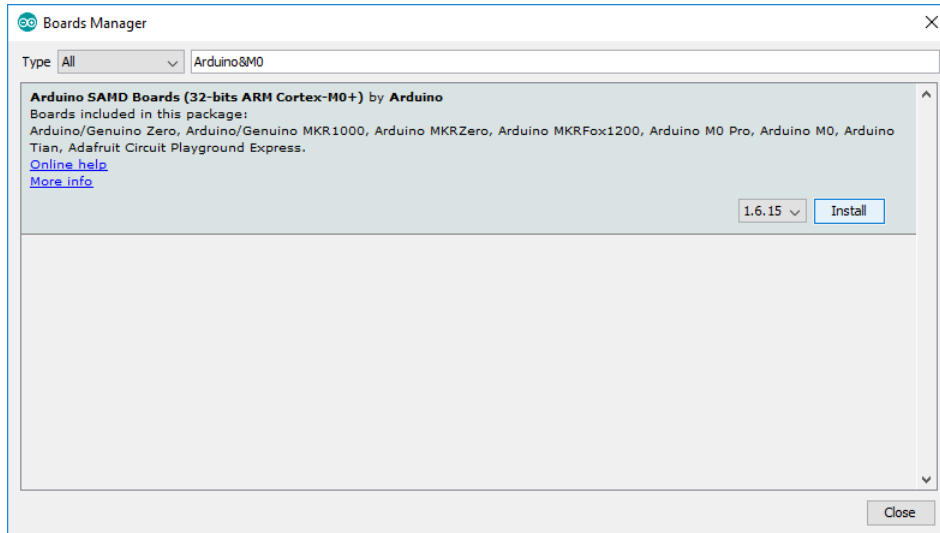 Boards Manager
Type All Arduino&M0
Arduino SAMD Boards (32-bits ARM Cortex-M0+) by Arduino
Boards included in this package:
Arduino/Genuino Zero, Arduino/Genuino MKR1000, Arduino MKRZero, Arduino MKRFox1200, Arduino M0 Pro, Arduino M0, Arduino
Tian, Adafruit Circuit Playground Express.
Online help
More info
1.6.15 Install
Close